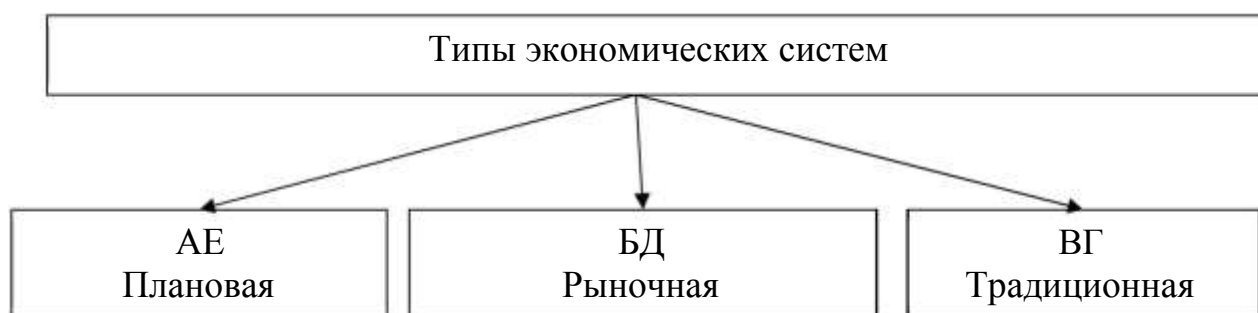 Типы экономических систем
АЕ
Плановая
БД
Рыночная
ВГ
Традиционная